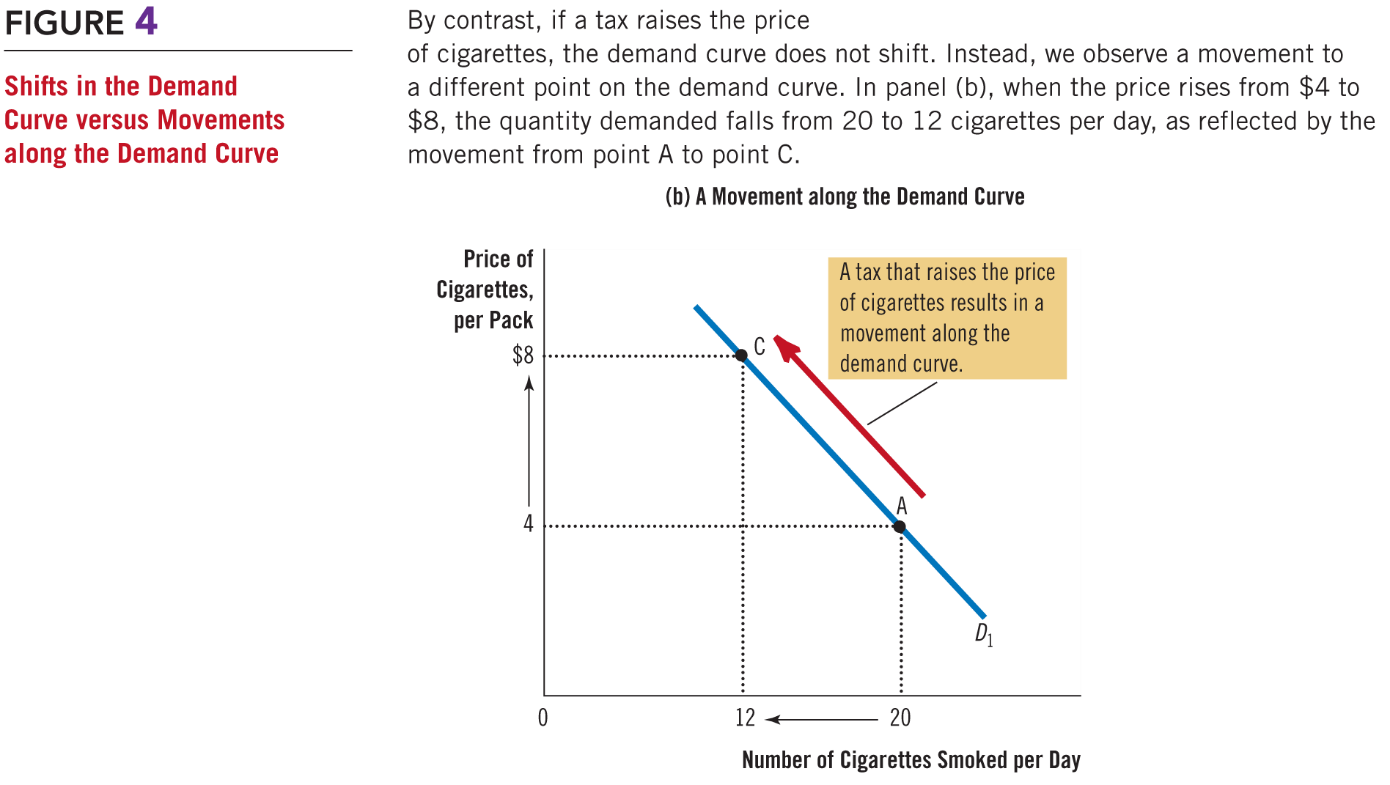 FIGURE 4
Shifts in the Demand
Curve versus Movements
along the Demand Curve
By contrast, if a tax raises the price
of cigarettes, the demand curve does not shift. Instead, we observe a movement to
a different point on the demand curve. In panel (b), when the price rises from $4 to
$8, the quantity demanded falls from 20 to 12 cigarettes per day, as reflected by the
movement from point A to point C.
(b) A Movement along the Demand Curve
Price of
Cigarettes,
per Pack
A tax that raises the price
of cigarettes results in a
movement along the
demand curve.
$8
C
4
A
D1
0
12
20
Number of Cigarettes Smoked per Day